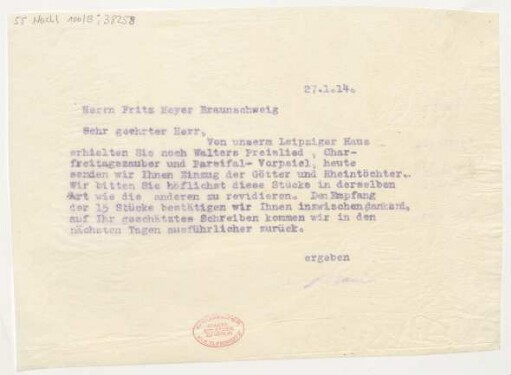 55 Nachl 100/B, 38258
27.1.14.
Herrn Fritz Meyer Braunschweig
Sehr geehrter Herr,
Von unserm Leipziger Haus
erhielten Sie noch Walters Preislied , Char-
freitagszauber und Parsifal-Vorpsiel, heute
senden wir Ihnen Einzug der Götter und Rheintöchter.
Wir bitten Sie höflichst diese Stücke in derselben
Art wie die anderen zu revidieren. Den Empfang
der 15 Stücke bestätigen wir Ihnen inzwischen dankend,
auf Ihr geschätztes Schreiben kommen wir in den
nächsten Tagen ausführlicher zurück.
ergeben